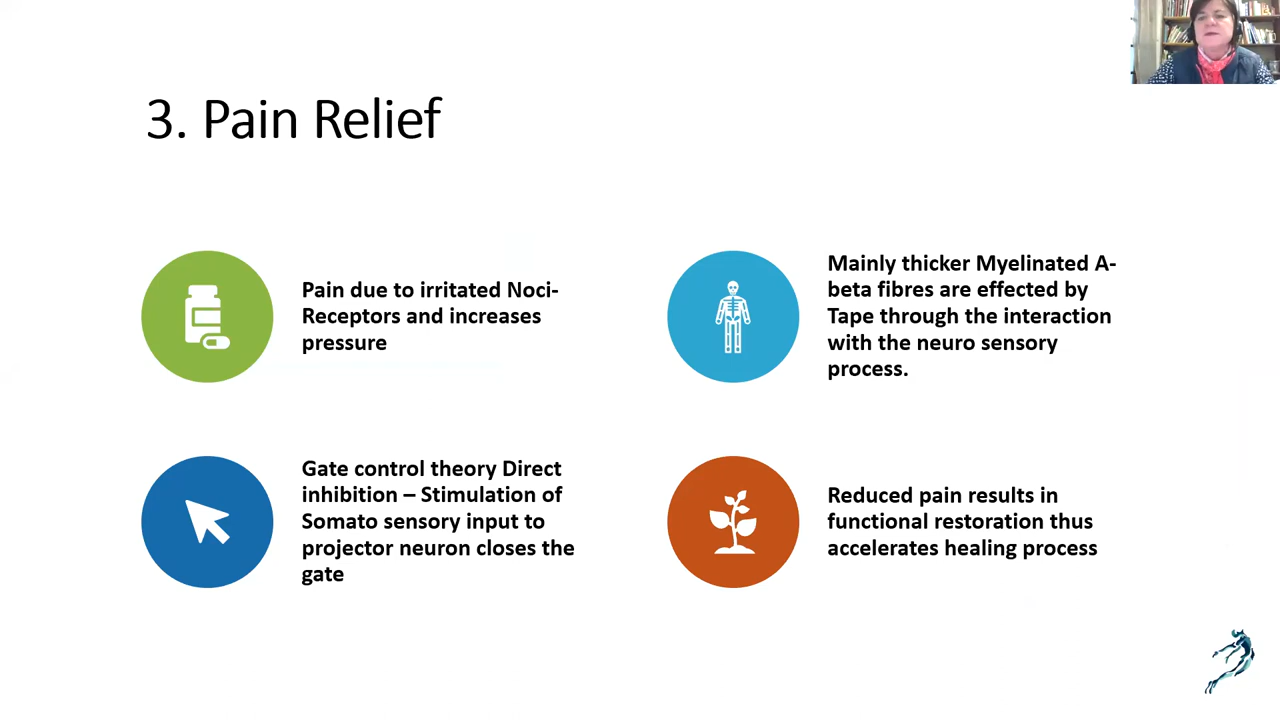 3. Pain Relief
Pain due to irritated Noci-
Receptors and increases
pressure
Mainly thicker Myelinated A-
beta fibres are effected by
Tape through the interaction
with the neuro sensory
process.
Gate control theory Direct
inhibition – Stimulation of
Somato sensory input to
projector neuron closes the
gate
Reduced pain results in
functional restoration thus
accelerates healing process